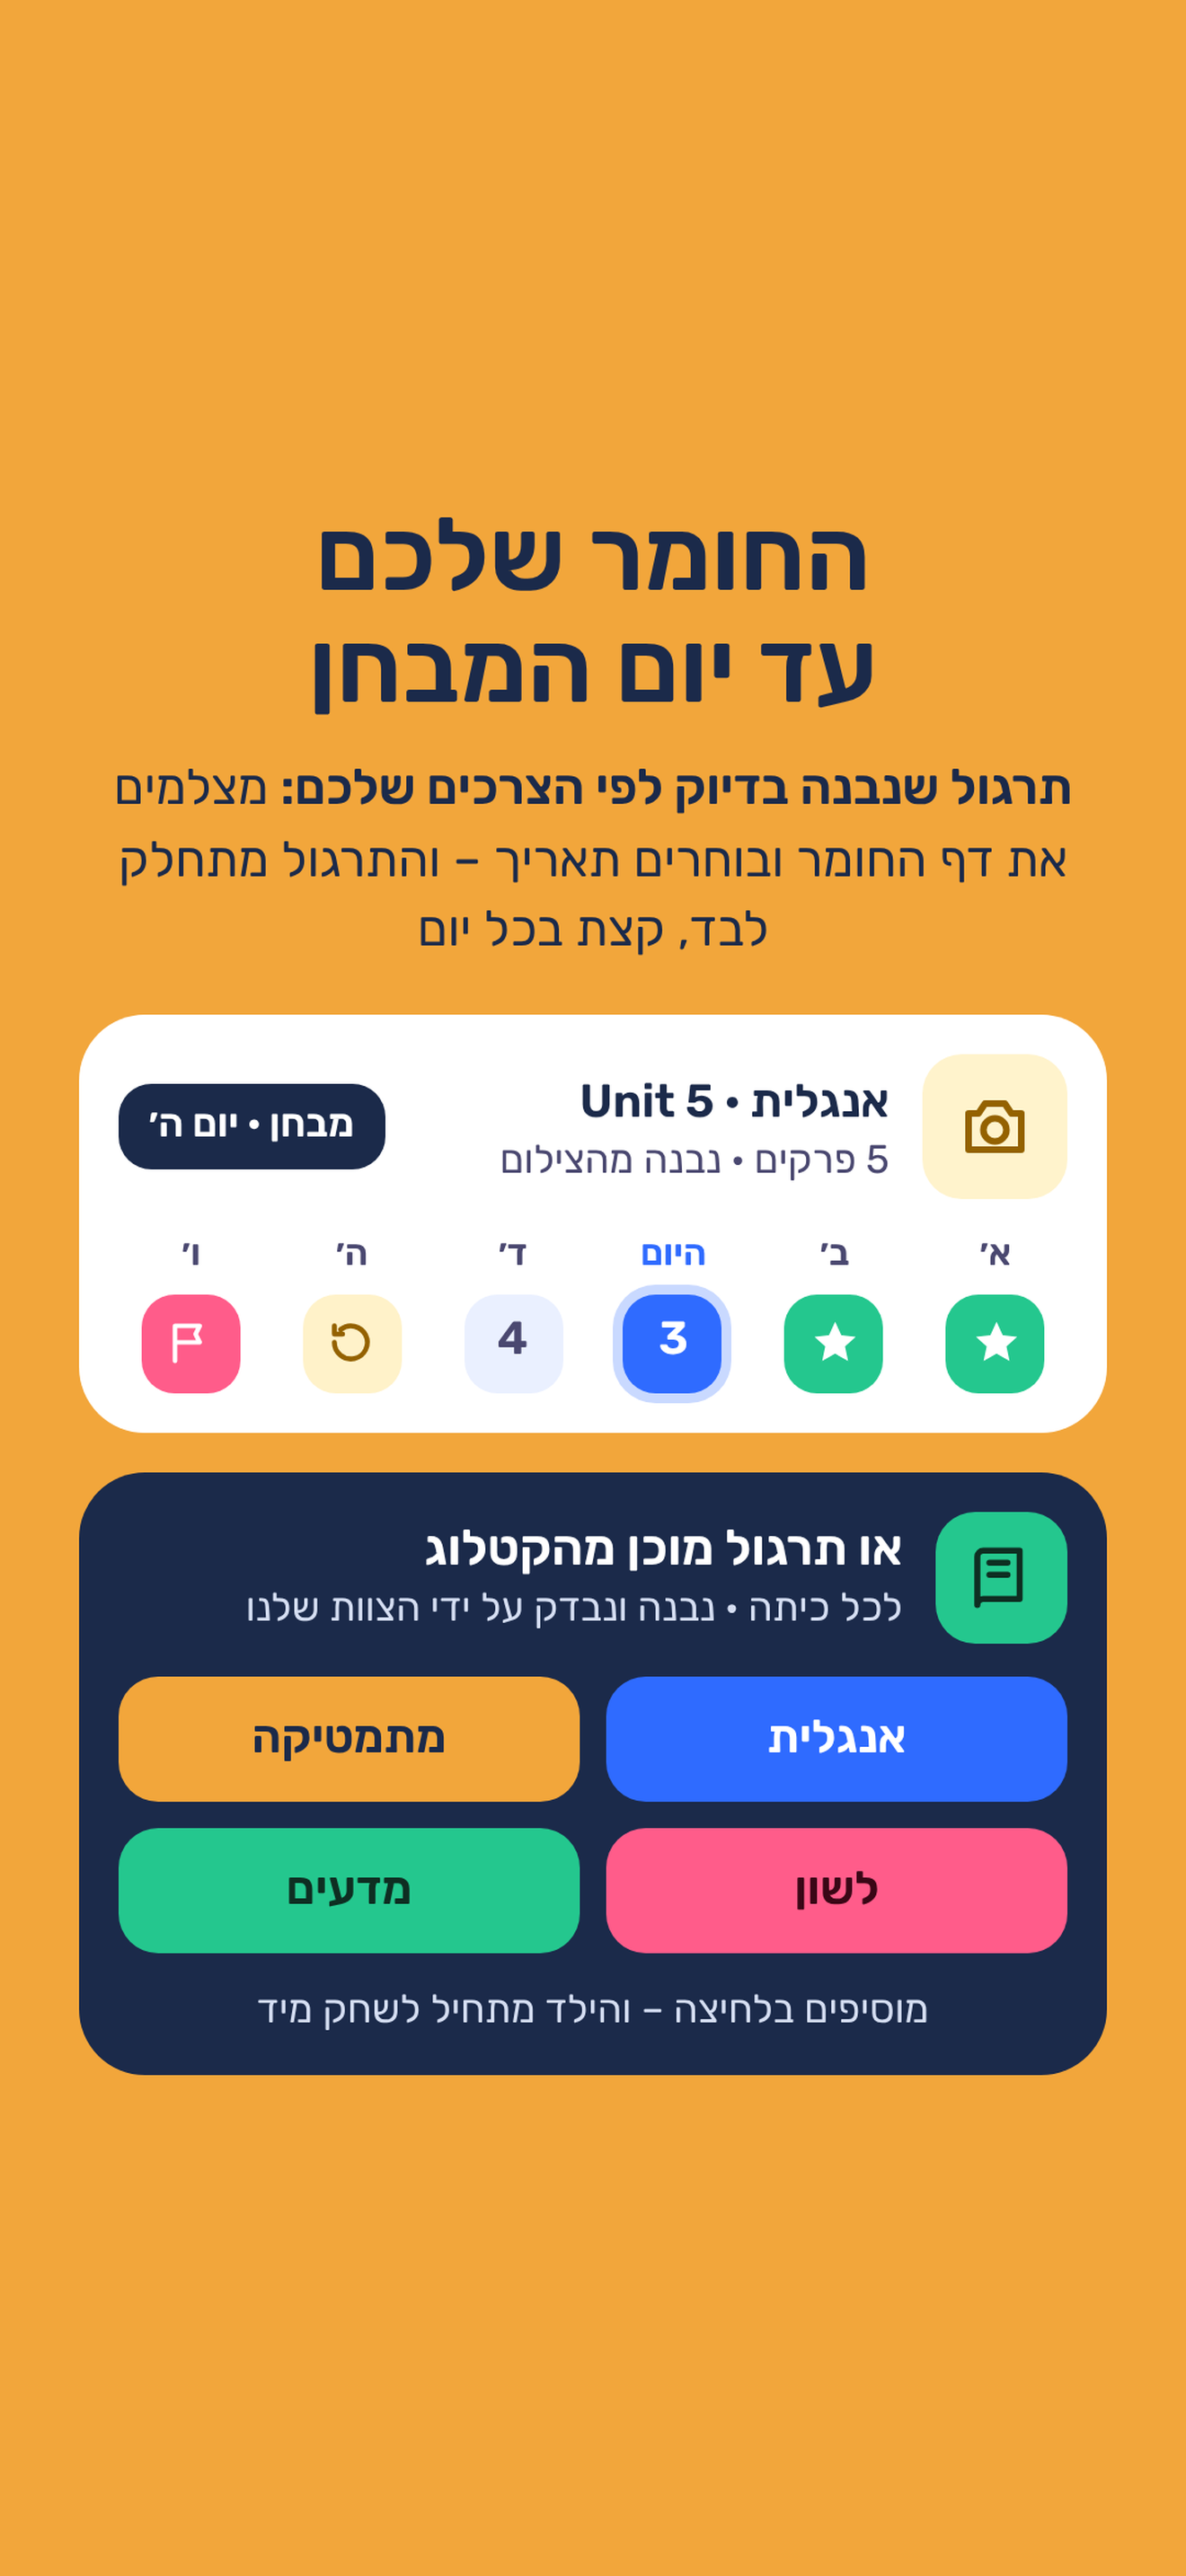 החומר שלכם
עד יום המבחן
תרגול שנבנה בדיוק לפי הצרכים שלכם: מצלמים
את דף החומר ובוחרים תאריך – והתרגול מתחלק
לבד, קצת בכל יום
אנגלית • Unit 5
5 פרקים • נבנה מהצילום
מבחן • יום ה׳
א׳ ב׳ היום ד׳ ה׳ ו׳
3 4
או תרגול מוכן מהקטלוג
לכל כיתה • נבנה ונבדק על ידי הצוות שלנו
אנגלית מתמטיקה
לשון מדעים
מוסיפים בלחיצה – והילד מתחיל לשחק מיד